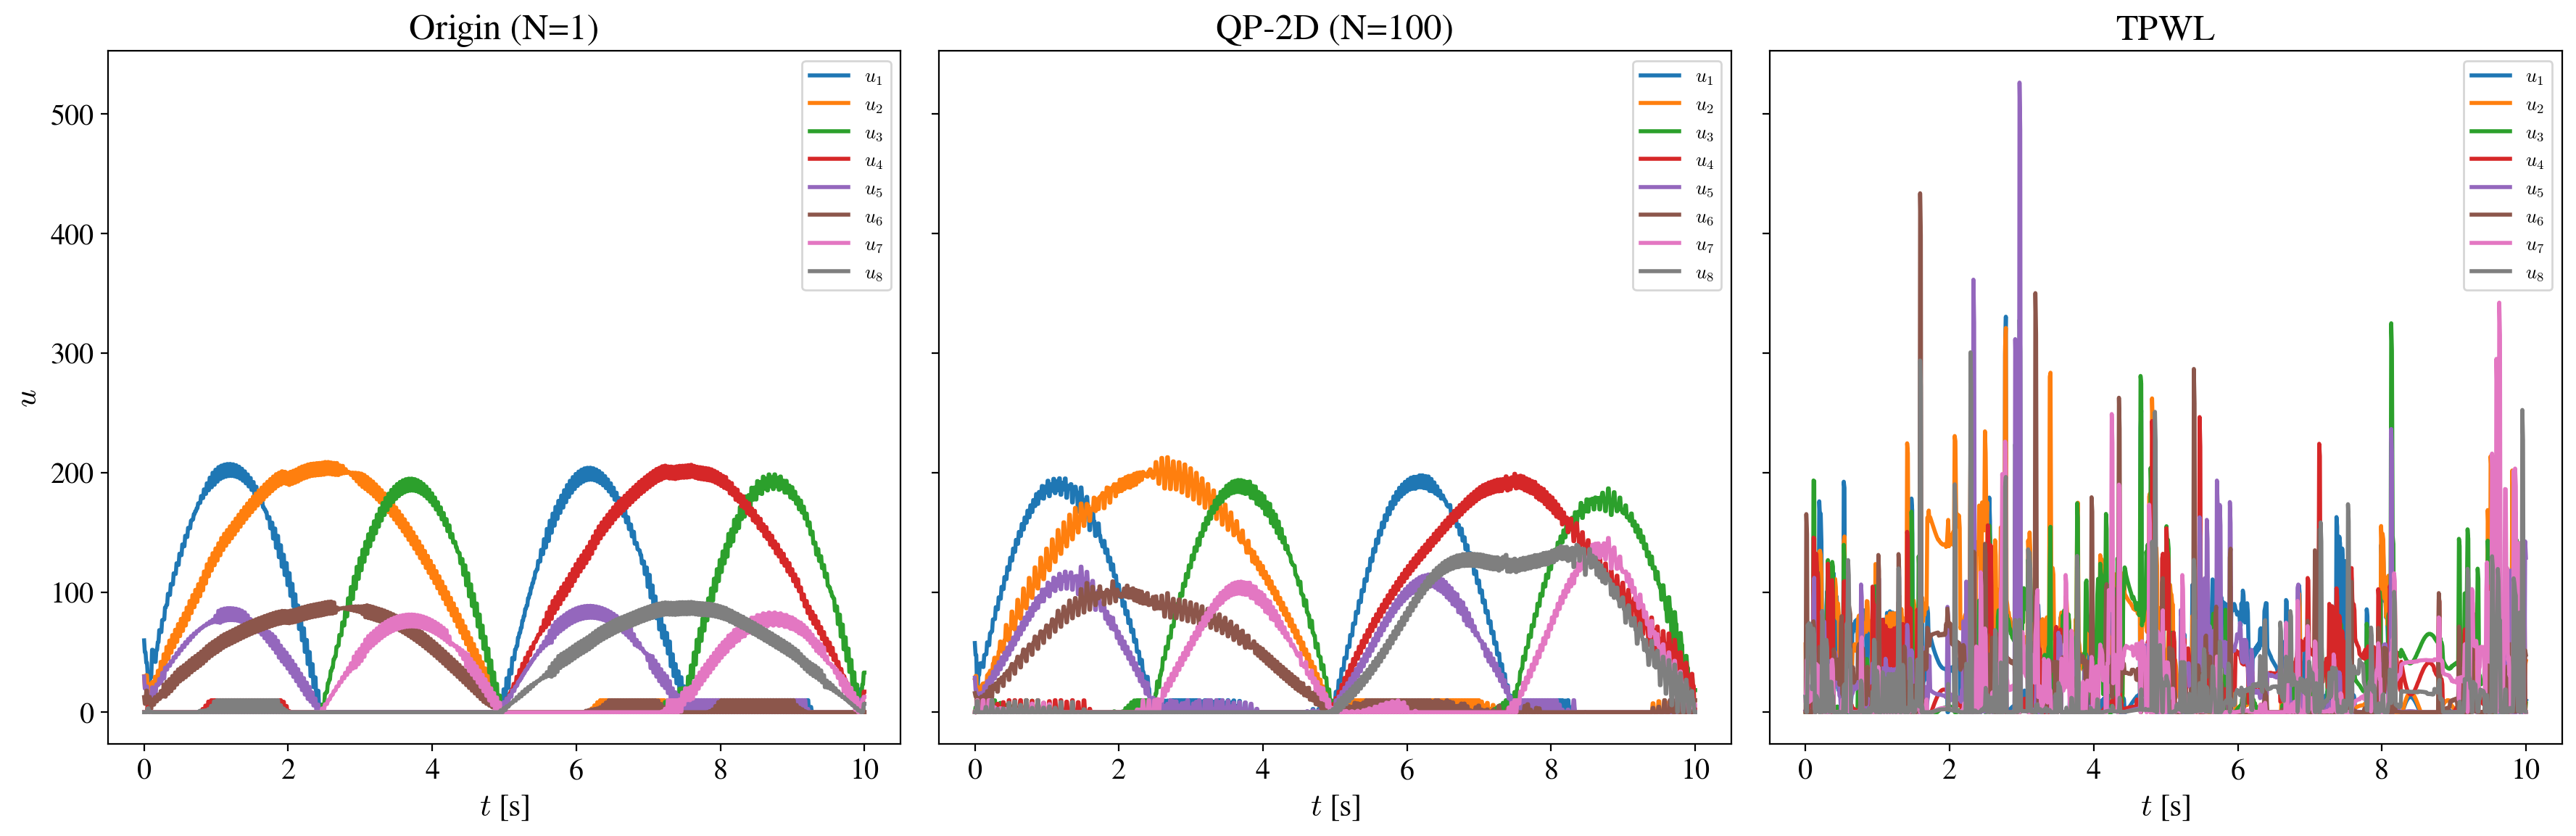 Origin (N=1)
u
500
400
300
200
100
0
0 2 4 6 8 10
t [s]
u₁
u₂
u₃
u₄
u₅
u₆
u₇
u₈
QP-2D (N=100)
0 2 4 6 8 10
t [s]
u₁
u₂
u₃
u₄
u₅
u₆
u₇
u₈
TPWL
0 2 4 6 8 10
t [s]
u₁
u₂
u₃
u₄
u₅
u₆
u₇
u₈